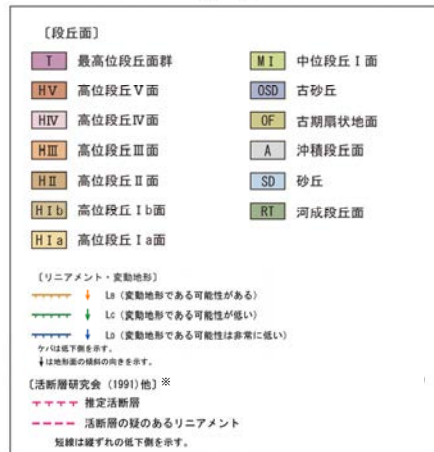 〔段丘面〕
T 最高位段丘面群
HⅤ 高位段丘Ⅴ面
HⅣ 高位段丘Ⅳ面
HⅢ 高位段丘Ⅲ面
HⅡ 高位段丘Ⅱ面
HⅠb 高位段丘Ⅰb面
HⅠa 高位段丘Ⅰa面
MⅠ 中位段丘Ⅰ面
OSD 古砂丘
OF 古期扇状地面
A 沖積段丘面
SD 砂丘
RT 河成段丘面
〔リニアメント・変動地形〕
LB（変動地形である可能性がある）
LC（変動地形である可能性が低い）
LD（変動地形である可能性は非常に低い）
ケバは低下側を示す。
↓は地形面の傾斜の向きを示す。
〔活断層研究会（1991）他〕※
推定活断層
活断層の疑のあるリニアメント
短線は縦ずれの低下側を示す。